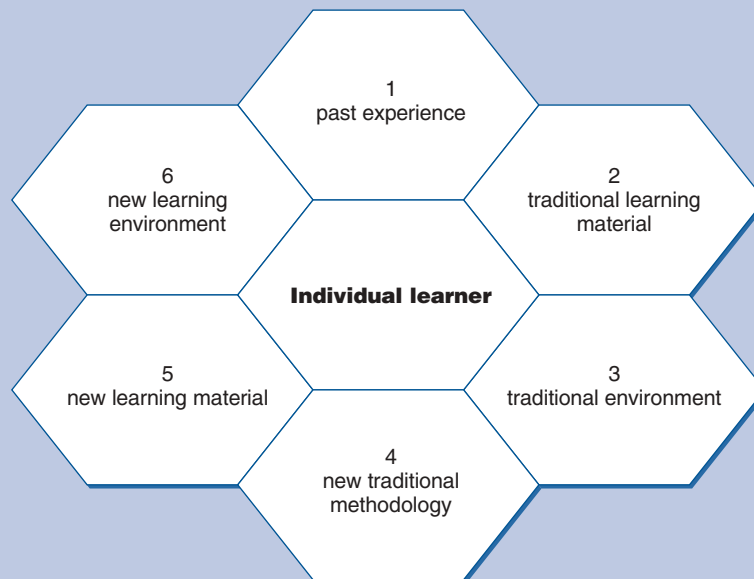 1
past experience
2
traditional learning
material
3
traditional environment
4
new traditional
methodology
5
new learning material
6
new learning
environment
Individual learner